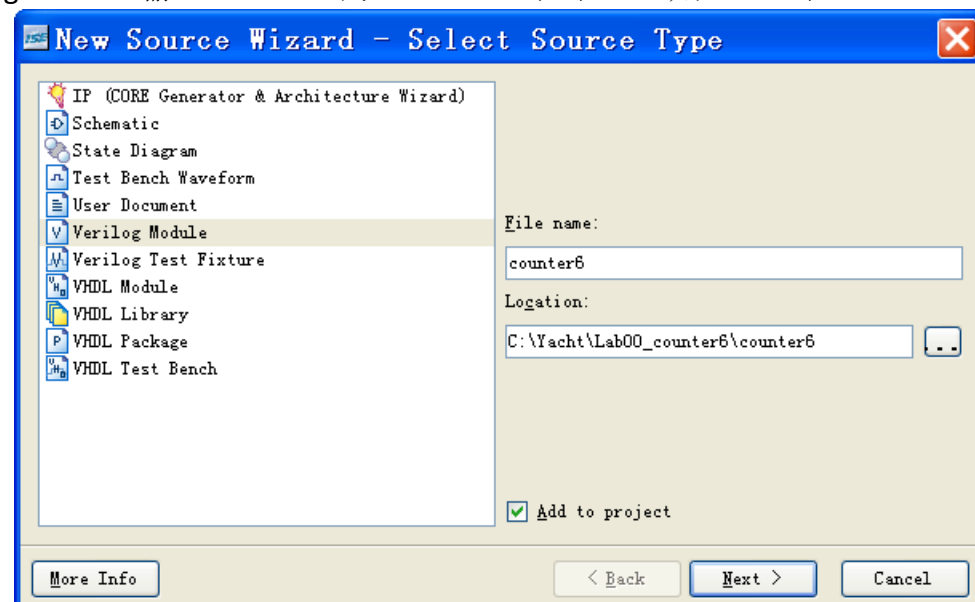 New Source Wizard - Select Source Type
IP (CORE Generator & Architecture Wizard)
Schematic
State Diagram
Test Bench Waveform
User Document
Verilog Module
Verilog Test Fixture
VHDL Module
VHDL Library
VHDL Package
VHDL Test Bench
File name:
counter6
Location:
C:\Yacht\Lab00_counter6\counter6
...
Add to project
More Info
< Back
Next >
Cancel